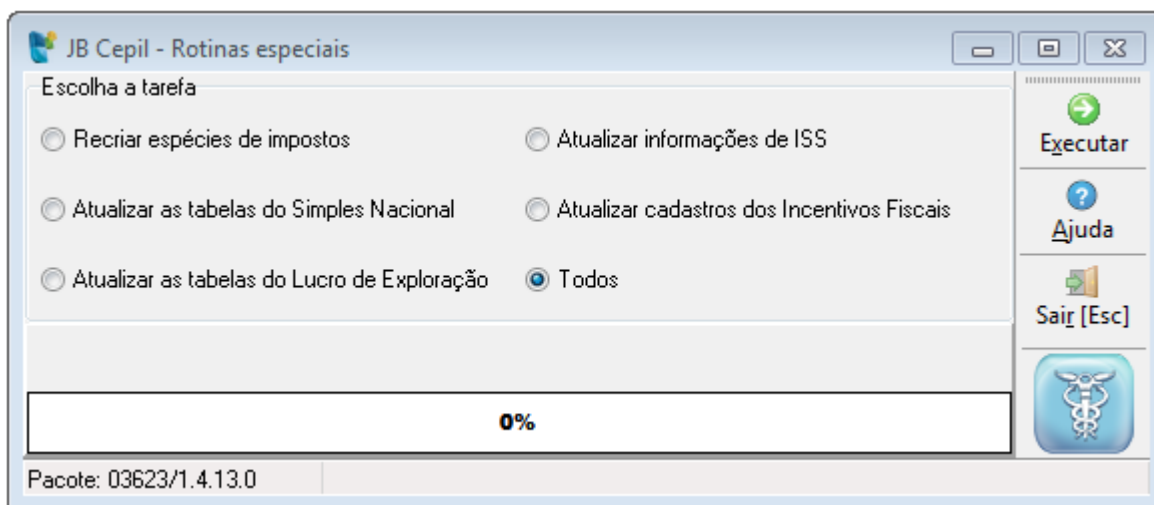 JB Cepil - Rotinas especiais
Escolha a tarefa
Recriar espécies de impostos
Atualizar informações de ISS
Atualizar as tabelas do Simples Nacional
Atualizar cadastros dos Incentivos Fiscais
Atualizar as tabelas do Lucro de Exploração
Todos
0%
Executar
Ajuda
Sair [Esc]
Pacote: 03623/1.4.13.0